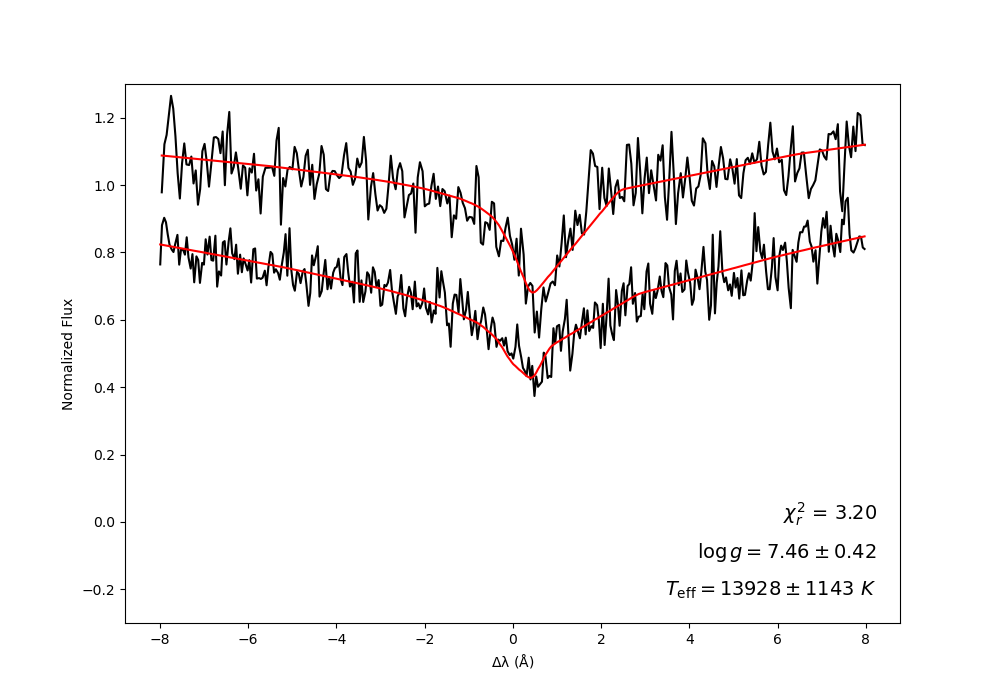 1.2
1.0
0.8
0.6
0.4
0.2
0.0
−0.2
Normalized Flux
χ²ᵣ = 3.20
log g = 7.46 ± 0.42
T_eff = 13928 ± 1143 K
−8 −6 −4 −2 0 2 4 6 8
Δλ (Å)